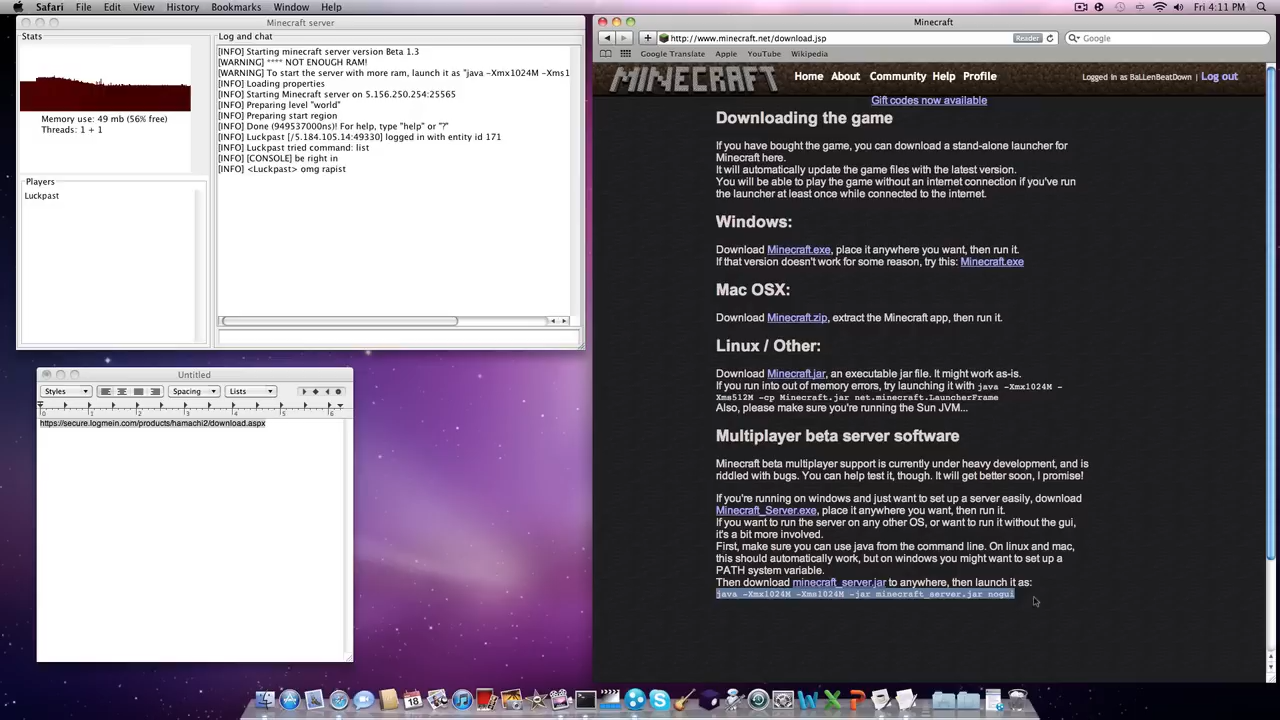 Safari File Edit View History Bookmarks Window Help
Fri 4:11 PM
Minecraft server
Stats
Memory use: 49 mb (56% free)
Threads: 1 + 1
Players
Luckpast
Log and chat
[INFO] Starting minecraft server version Beta 1.3
[WARNING] **** NOT ENOUGH RAM!
[WARNING] To start the server with more ram, launch it as "java -Xmx1024M -Xms1
[INFO] Loading properties
[INFO] Starting Minecraft server on 5.156.250.254:25565
[INFO] Preparing level "world"
[INFO] Preparing start region
[INFO] Done (949537000ns)! For help, type "help" or "?"
[INFO] Luckpast [/5.184.105.14:49330] logged in with entity id 171
[INFO] Luckpast tried command: list
[INFO] [CONSOLE] be right in
[INFO] <Luckpast> omg rapist
Untitled
Styles
Spacing
Lists
0 1 2 3 4 5 6
https://secure.logmein.com/products/hamachi2/download.aspx
Minecraft
http://www.minecraft.net/download.jsp
Reader
Google
Google Translate Apple YouTube Wikipedia
MINECRAFT
Home About Community Help Profile
Logged in as BaLLenBeatDown | Log out
Gift codes now available
Downloading the game
If you have bought the game, you can download a stand-alone launcher for
Minecraft here.
It will automatically update the game files with the latest version.
You will be able to play the game without an internet connection if you've run
the launcher at least once while connected to the internet.
Windows:
Download Minecraft.exe, place it anywhere you want, then run it.
If that version doesn't work for some reason, try this: Minecraft.exe
Mac OSX:
Download Minecraft.zip, extract the Minecraft app, then run it.
Linux / Other:
Download Minecraft.jar, an executable jar file. It might work as-is.
If you run into out of memory errors, try launching it with java -Xmx1024M -
Xms512M -cp Minecraft.jar net.minecraft.LauncherFrame
Also, please make sure you're running the Sun JVM...
Multiplayer beta server software
Minecraft beta multiplayer support is currently under heavy development, and is
riddled with bugs. You can help test it, though. It will get better soon, I promise!
If you're running on windows and just want to set up a server easily, download
Minecraft_Server.exe, place it anywhere you want, then run it.
If you want to run the server on any other OS, or want to run it without the gui,
it's a bit more involved.
First, make sure you can use java from the command line. On linux and mac,
this should automatically work, but on windows you might want to set up a
PATH system variable.
Then download minecraft_server.jar to anywhere, then launch it as:
java -Xmx1024M -Xms1024M -jar minecraft_server.jar nogui
18